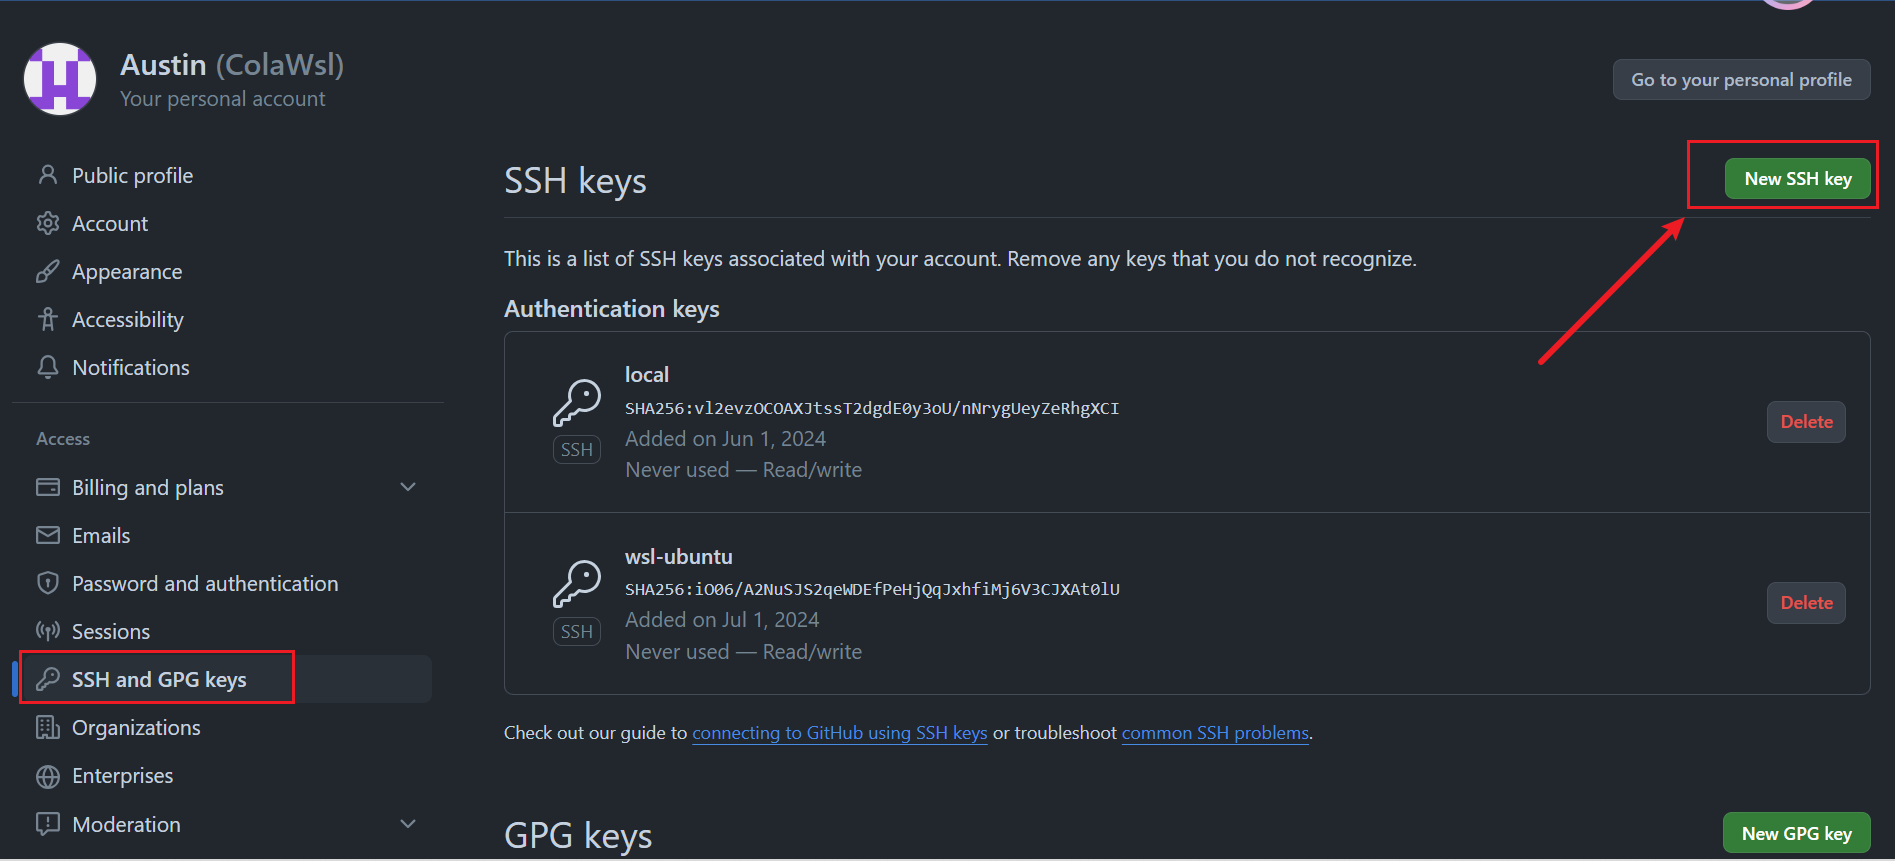 Austin (ColaWsl)
Your personal account
Go to your personal profile
Public profile
Account
Appearance
Accessibility
Notifications
Access
Billing and plans
Emails
Password and authentication
Sessions
SSH and GPG keys
Organizations
Enterprises
Moderation
SSH keys
New SSH key
This is a list of SSH keys associated with your account. Remove any keys that you do not recognize.
Authentication keys
local
SHA256:vl2evzOCOAXJtssT2dgdE0y3oU/nNrygUeyZeRhgXCI
SSH
Added on Jun 1, 2024
Never used — Read/write
Delete
wsl-ubuntu
SHA256:iO06/A2NuSJS2qeWDEfPeHjQqJxhfiMj6V3CJXAt0lU
SSH
Added on Jul 1, 2024
Never used — Read/write
Delete
Check out our guide to connecting to GitHub using SSH keys or troubleshoot common SSH problems.
GPG keys
New GPG key